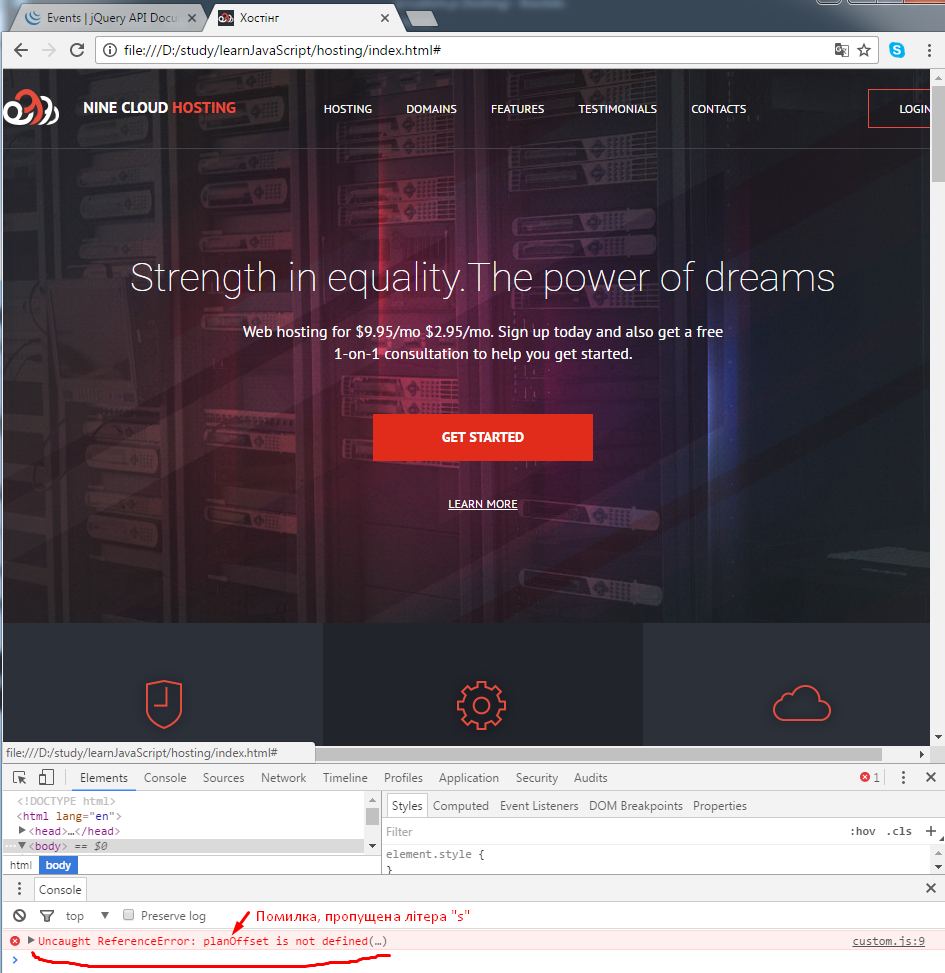 Events | jQuery API Docu
Хостінг
file:///D:/study/learnJavaScript/hosting/index.html#
NINE CLOUD HOSTING
HOSTING
DOMAINS
FEATURES
TESTIMONIALS
CONTACTS
LOGIN
Strength in equality.The power of dreams
Web hosting for $9.95/mo $2.95/mo. Sign up today and also get a free
1-on-1 consultation to help you get started.
GET STARTED
LEARN MORE
file:///D:/study/learnJavaScript/hosting/index.html#
Elements Console Sources Network Timeline Profiles Application Security Audits 1
<!DOCTYPE html>
<html lang="en">
<head>…</head>
<body> == $0
html body
Styles Computed Event Listeners DOM Breakpoints Properties
Filter :hov .cls
element.style {
}
Console
top Preserve log
Помилка, пропущена літера "s"
Uncaught ReferenceError: planOffset is not defined(…) custom.js:9